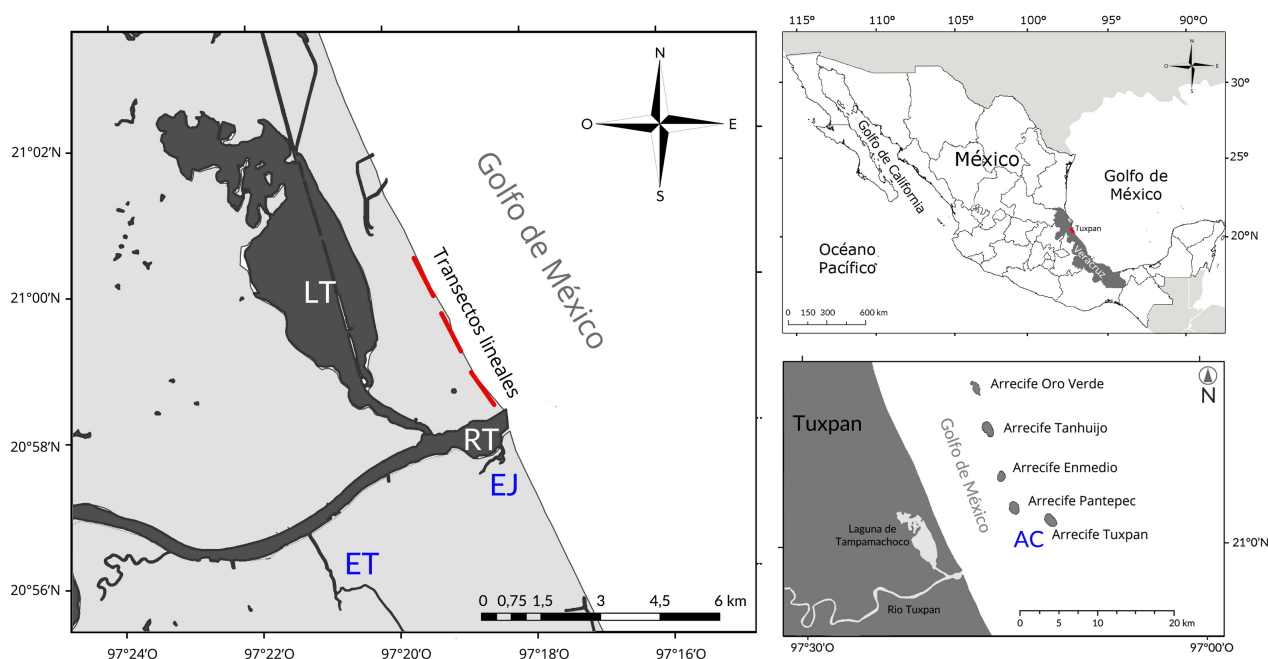 N
O
E
S
21°02’N
21°00’N
20°58’N
20°56’N
97°24’O
97°22’O
97°20’O
97°18’O
97°16’O
Golfo de México
Transectos lineales
LT
RT
EJ
ET
0 0,75 1,5 3 4,5 6 km
115°
110°
105°
100°
95°
90°
30°
25°
20°N
N
O
E
S
Golfo de California
México
Golfo de
México
Tuxpan
Veracruz
Océano
Pacífico
0 150 300 600 km
Arrecife Oro Verde
N
Tuxpan
Arrecife Tanhuijo
Golfo de México
Arrecife Enmedio
Arrecife Pantepec
Laguna de
Tampamachoco
AC
Arrecife Tuxpan
21°0’N
Rio Tuxpan
0 5 10 20 km
97°30’0
97°00’0